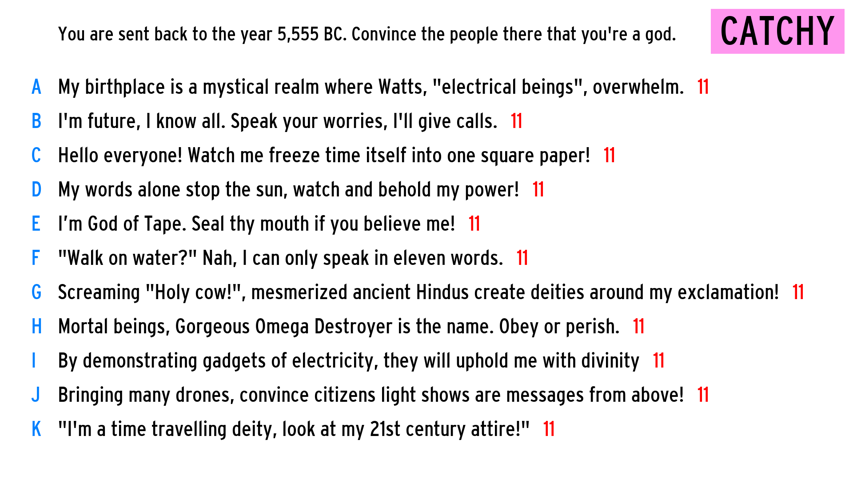 You are sent back to the year 5,555 BC. Convince the people there that you're a god.
CATCHY
A My birthplace is a mystical realm where Watts, "electrical beings", overwhelm. 11
B I'm future, I know all. Speak your worries, I'll give calls. 11
C Hello everyone! Watch me freeze time itself into one square paper! 11
D My words alone stop the sun, watch and behold my power! 11
E I’m God of Tape. Seal thy mouth if you believe me! 11
F "Walk on water?" Nah, I can only speak in eleven words. 11
G Screaming "Holy cow!", mesmerized ancient Hindus create deities around my exclamation! 11
H Mortal beings, Gorgeous Omega Destroyer is the name. Obey or perish. 11
I By demonstrating gadgets of electricity, they will uphold me with divinity 11
J Bringing many drones, convince citizens light shows are messages from above! 11
K "I'm a time travelling deity, look at my 21st century attire!" 11